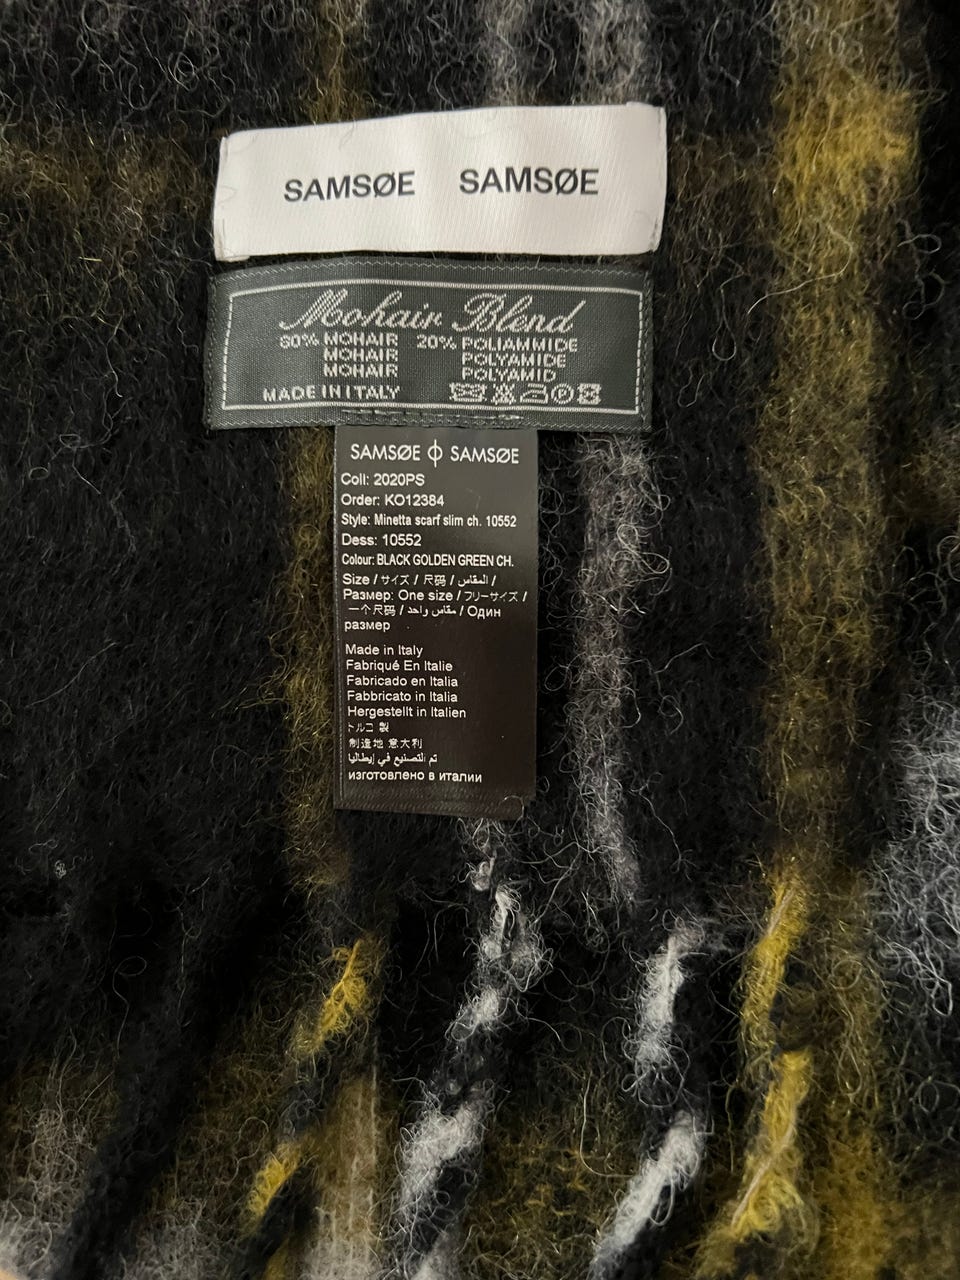 SAMSØE SAMSØE
Mohair Blend
80% MOHAIR 20% POLIAMMIDE
MOHAIR POLYAMIDE
MOHAIR POLYAMID
MADE IN ITALY
SAMSØE ϕ SAMSØE
Coll: 2020PS
Order: KO12384
Style: Minetta scarf slim ch. 10552
Dess: 10552
Colour: BLACK GOLDEN GREEN CH.
Size / サイズ / 尺码 / المقاس /
Размер: One size / フリーサイズ /
一个尺码 / مقاس واحد / Один
размер
Made in Italy
Fabriqué En Italie
Fabricado en Italia
Fabbricato in Italia
Hergestellt in Italien
トルコ 製
制造地 意大利
تم التصنيع في إيطاليا
изготовлено в италии